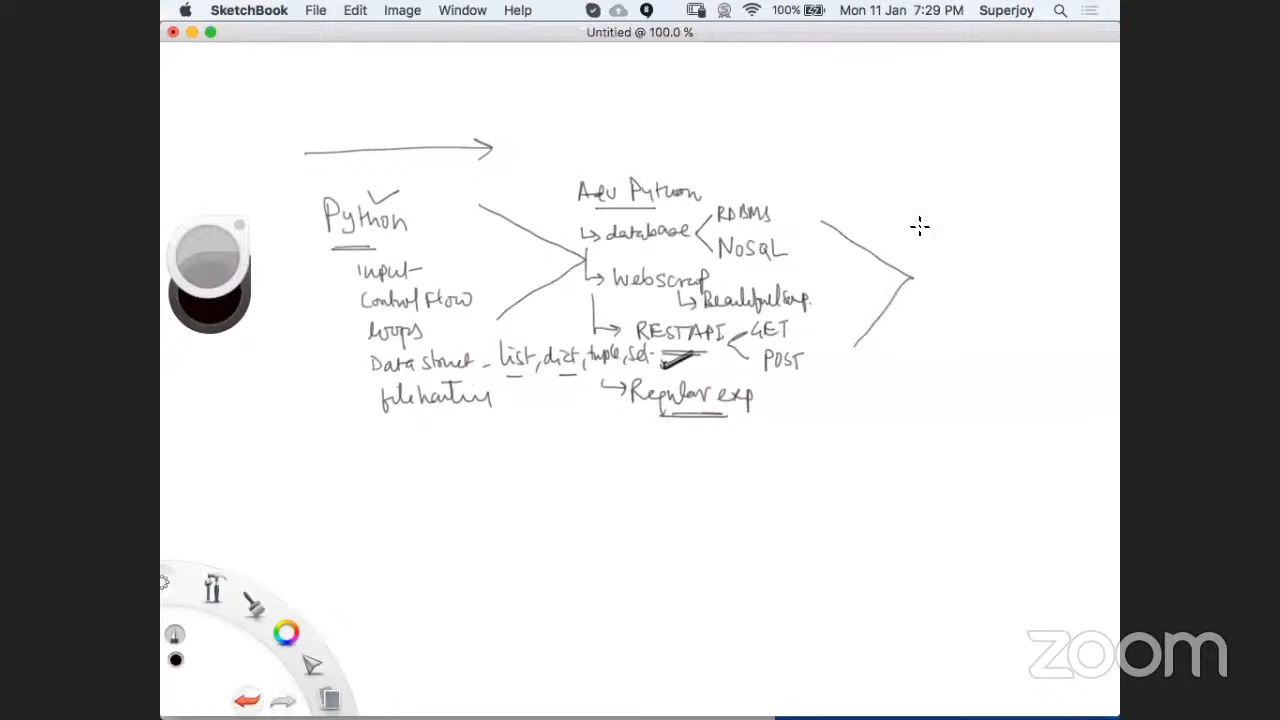 SketchBook File Edit Image Window Help 100% Mon 11 Jan 7:29 PM Superjoy
Untitled @ 100.0 %
Python
input
Control Flow
loops
Data struct - list, dict, tuple, set
Adv Python
database
RDBMS
NoSQL
Webscrap
RESTAPI
GET
POST
Regular exp
zoom